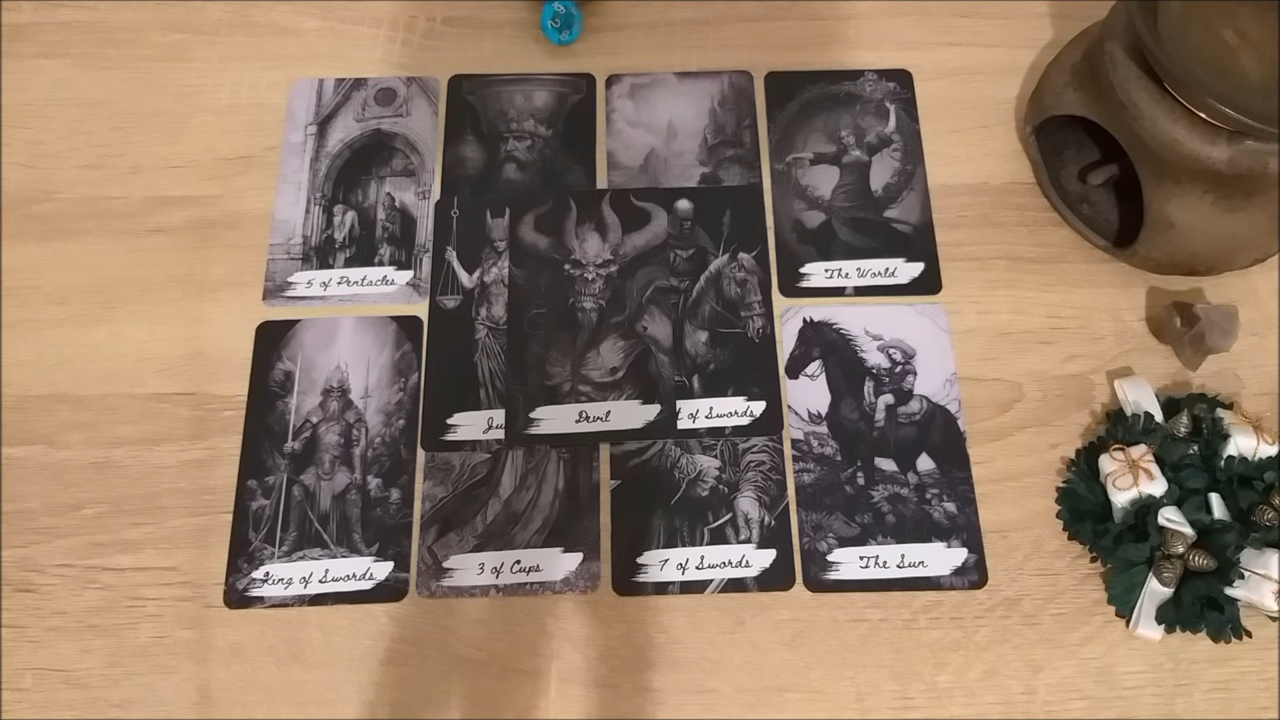 5 of Pentacles
The World
Ju
Devil
t of Swords
King of Swords
3 of Cups
7 of Swords
The Sun